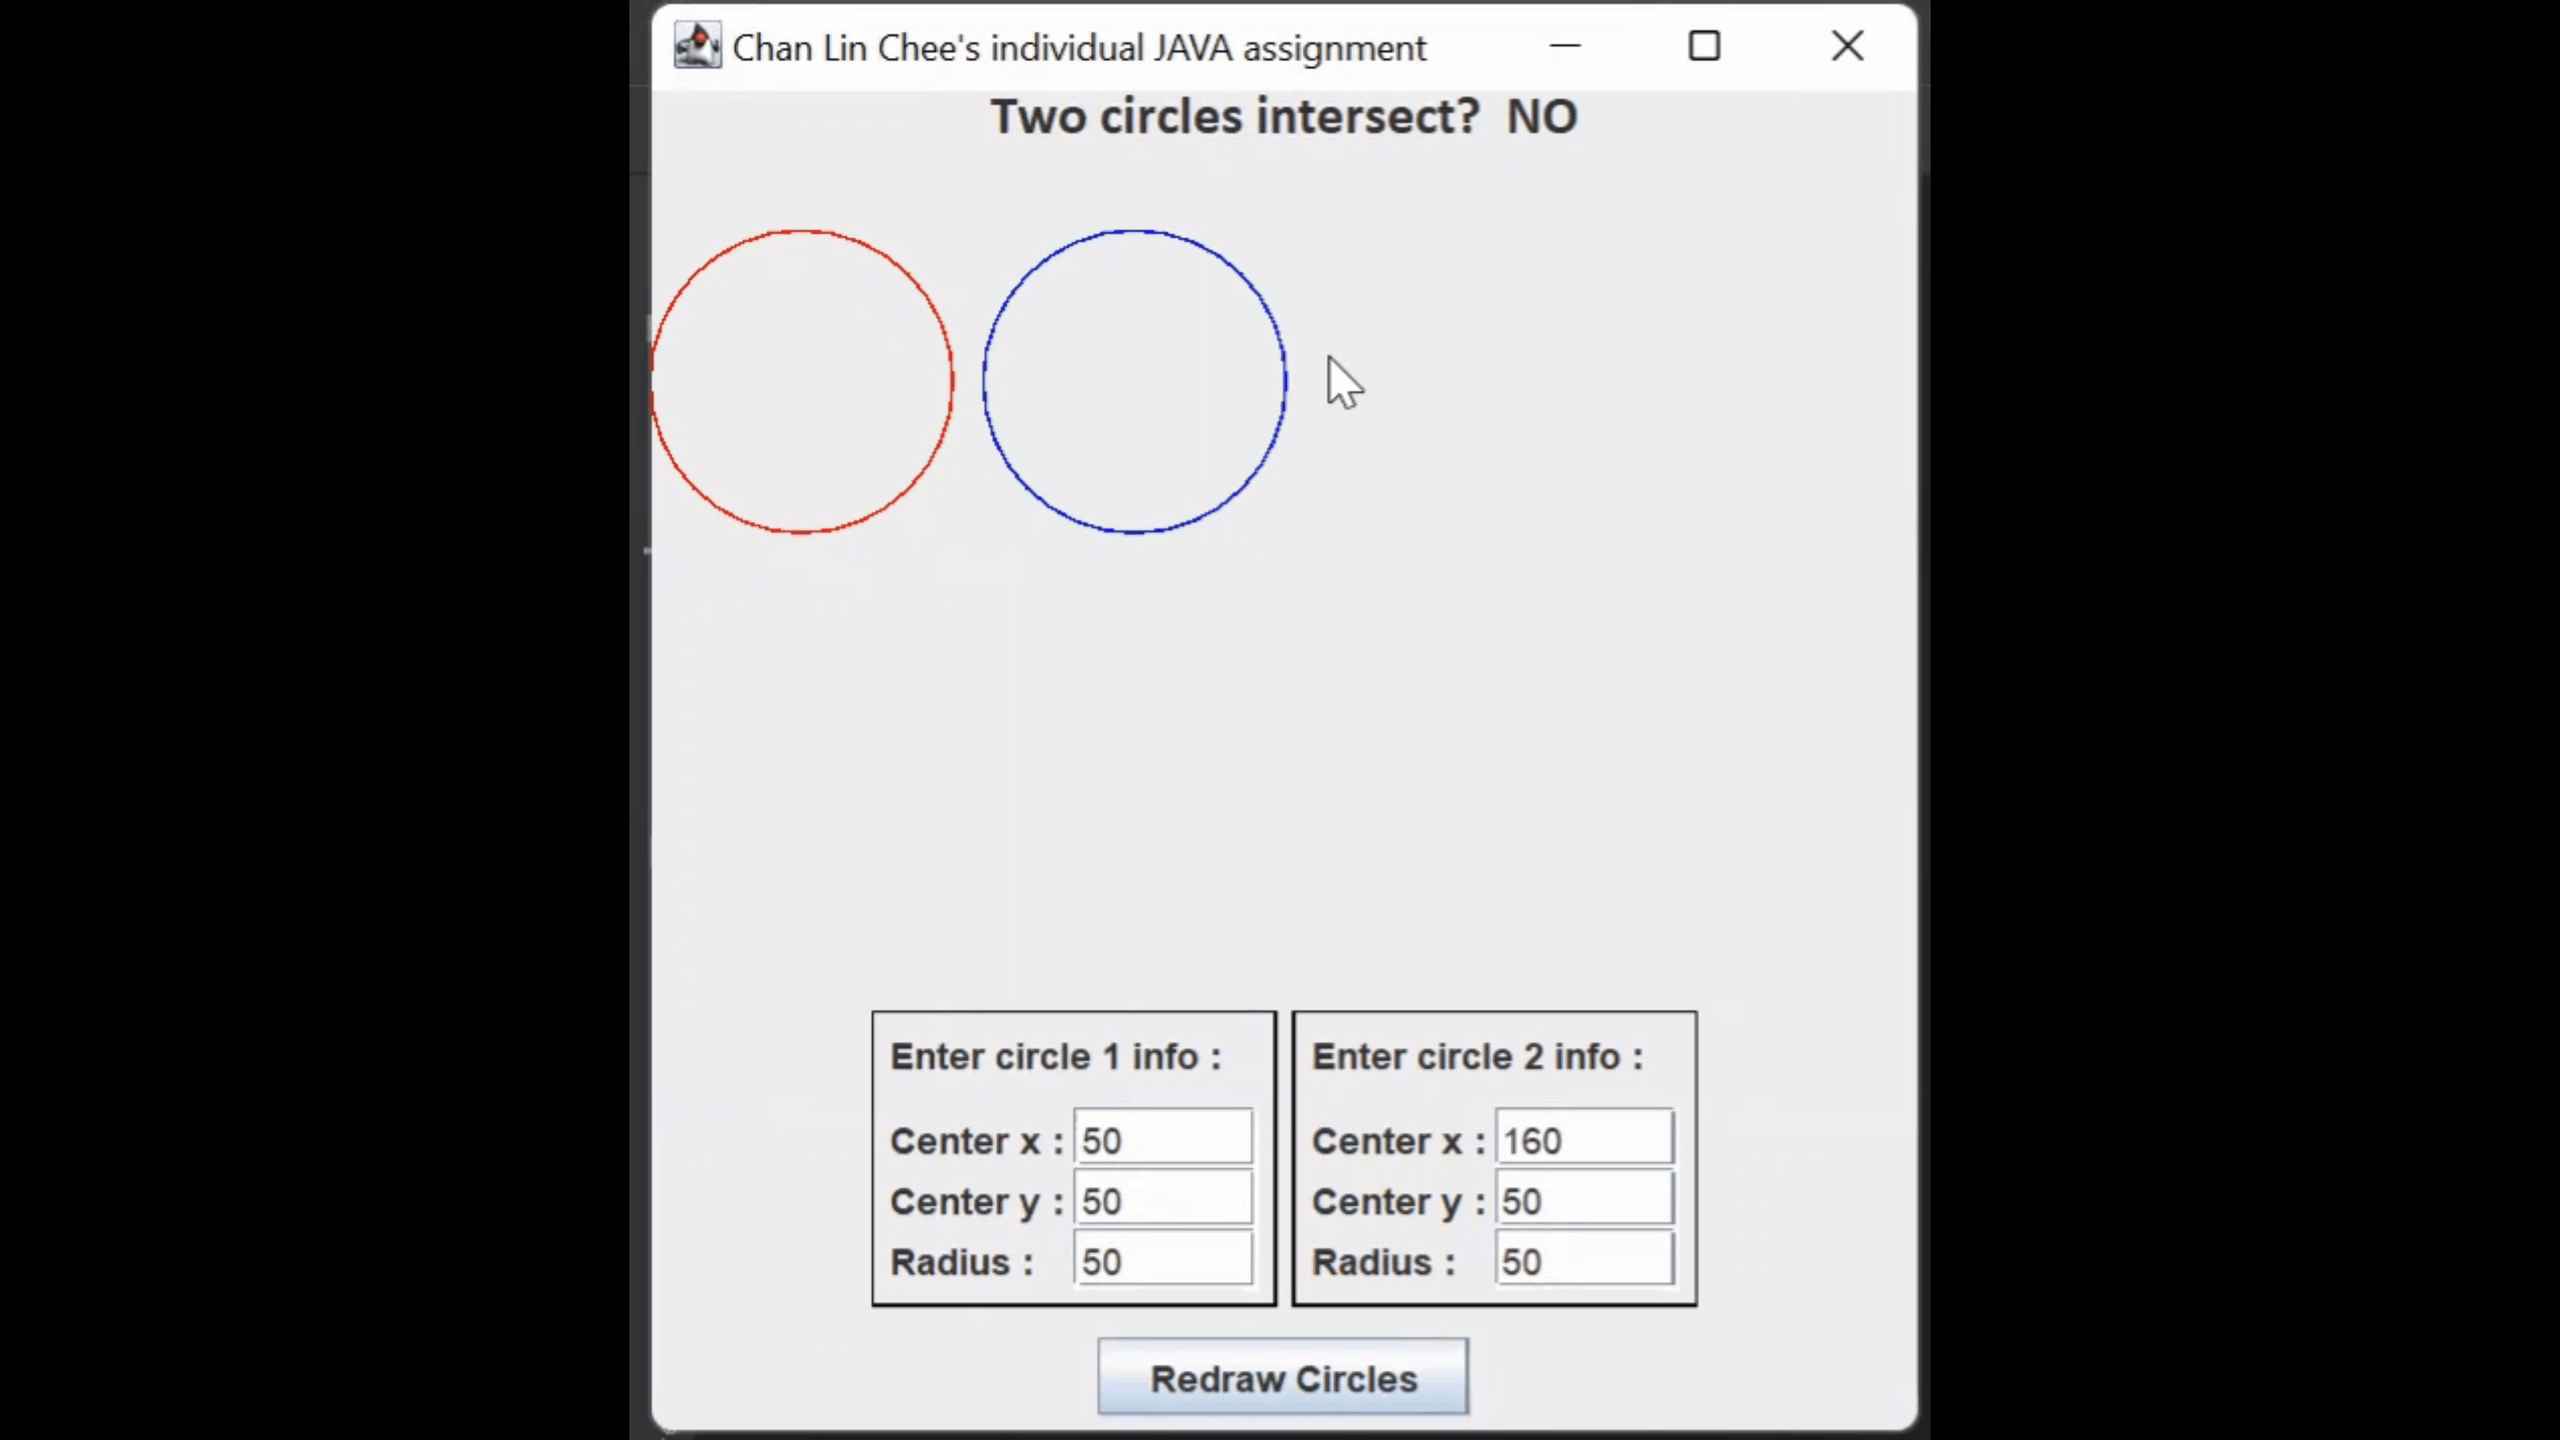 Chan Lin Chee's individual JAVA assignment
Two circles intersect? NO
Enter circle 1 info :
Center x : 50
Center y : 50
Radius : 50
Enter circle 2 info :
Center x : 160
Center y : 50
Radius : 50
Redraw Circles